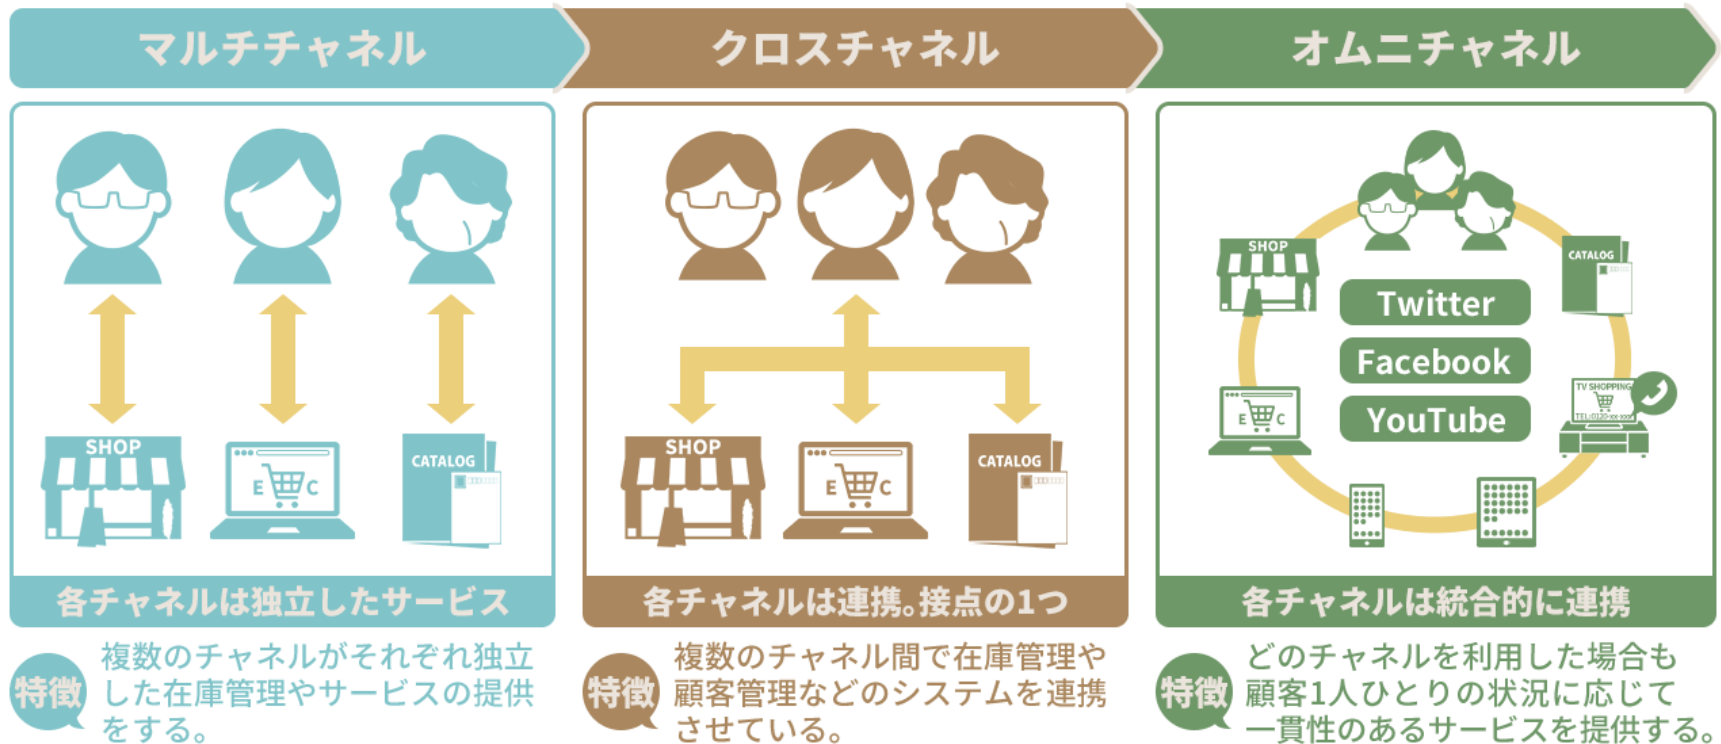 マルチチャネル
クロスチャネル
オムニチャネル
SHOP
E C
CATALOG
各チャネルは独立したサービス
特徴
複数のチャネルがそれぞれ独立
した在庫管理やサービスの提供
をする。
SHOP
E C
CATALOG
各チャネルは連携。接点の1つ
特徴
複数のチャネル間で在庫管理や
顧客管理などのシステムを連携
させている。
SHOP
CATALOG
Twitter
Facebook
YouTube
E C
TV SHOPPING
TEL:0120-xx-xxx
各チャネルは統合的に連携
特徴
どのチャネルを利用した場合も
顧客1人ひとりの状況に応じて
一貫性のあるサービスを提供する。